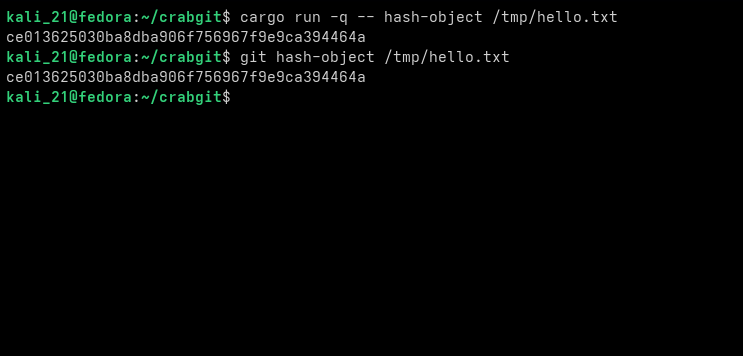 kali_21@fedora:~/crabgit$ cargo run -q -- hash-object /tmp/hello.txt
ce013625030ba8dba906f756967f9e9ca394464a
kali_21@fedora:~/crabgit$ git hash-object /tmp/hello.txt
ce013625030ba8dba906f756967f9e9ca394464a
kali_21@fedora:~/crabgit$